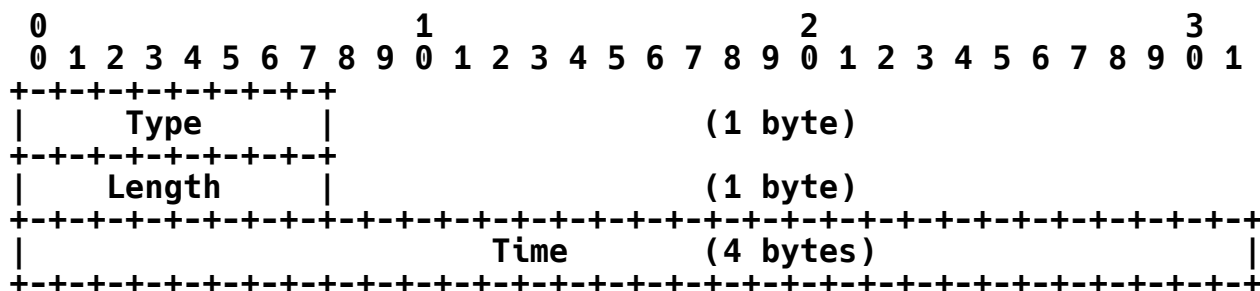 0                   1                   2                   3
 0 1 2 3 4 5 6 7 8 9 0 1 2 3 4 5 6 7 8 9 0 1 2 3 4 5 6 7 8 9 0 1
+-+-+-+-+-+-+-+-+
|     Type      |                   (1 byte)
+-+-+-+-+-+-+-+-+
|    Length     |                   (1 byte)
+-+-+-+-+-+-+-+-+-+-+-+-+-+-+-+-+-+-+-+-+-+-+-+-+-+-+-+-+-+-+-+-+
|                        Time       (4 bytes)                   |
+-+-+-+-+-+-+-+-+-+-+-+-+-+-+-+-+-+-+-+-+-+-+-+-+-+-+-+-+-+-+-+-+